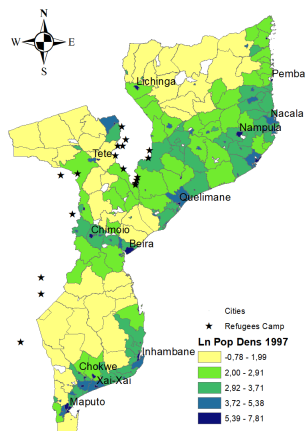 N
W E
S
Lichinga
Pemba
Nacala
Nampula
Tete
Quelimane
Chimoio
Beira
Inhambane
Chokwe
Xai-Xai
Maputo
Cities
Refugees Camp
Ln Pop Dens 1997
-0,78 - 1,99
2,00 - 2,91
2,92 - 3,71
3,72 - 5,38
5,39 - 7,81